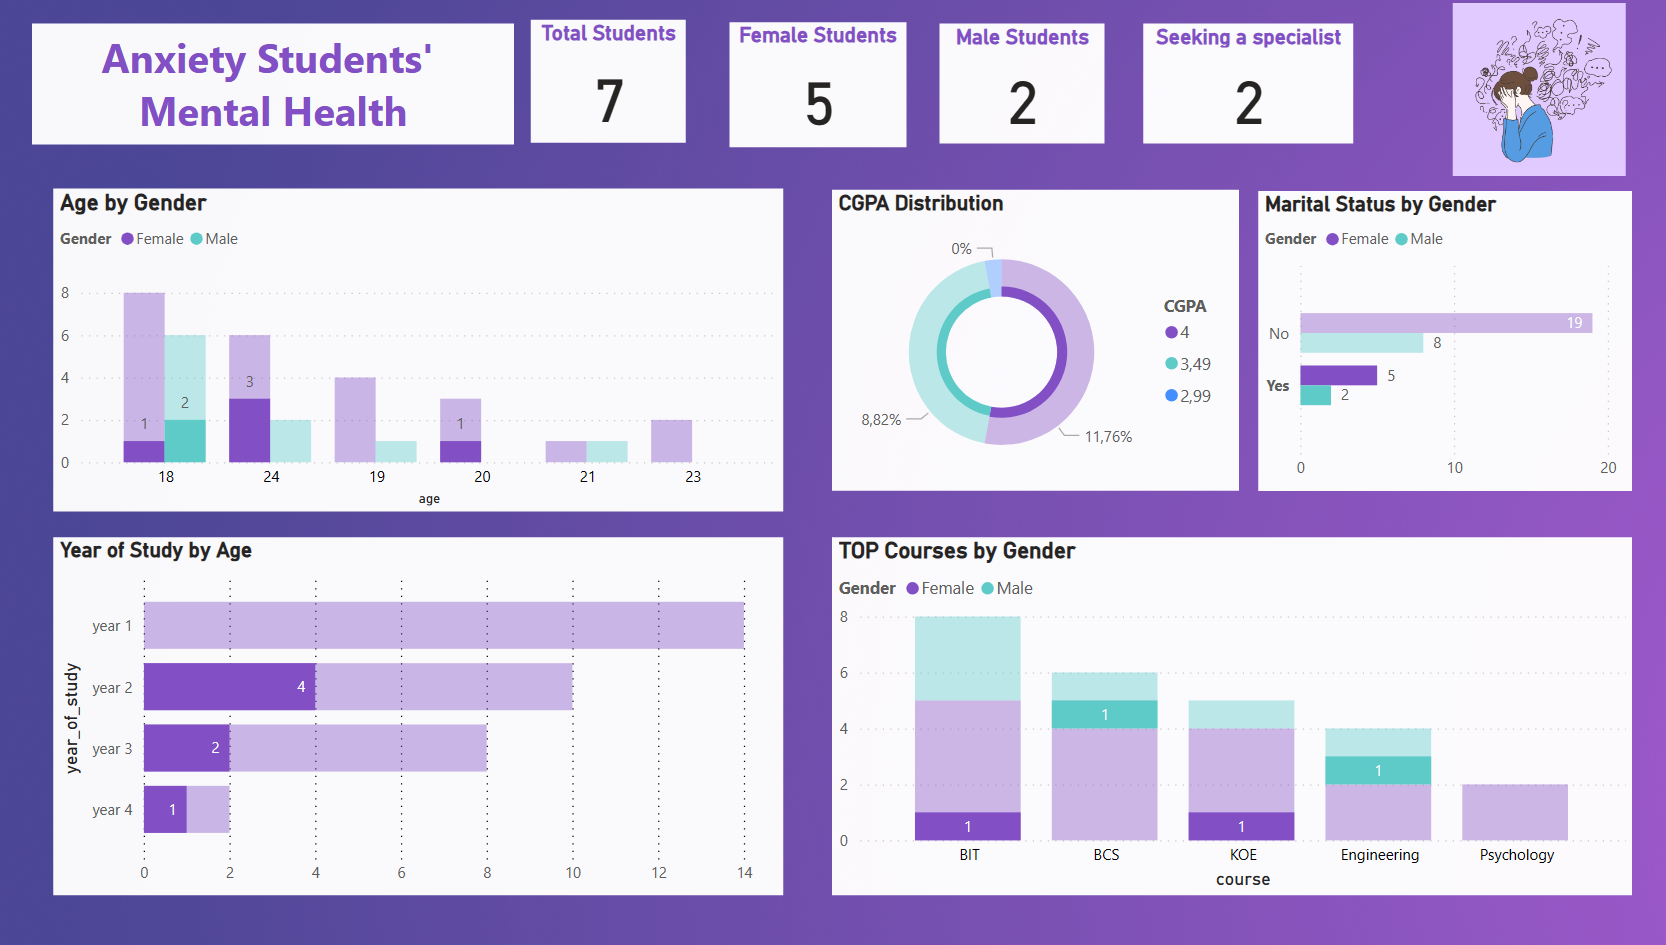 Anxiety Students'
Mental Health
Total Students
7
Female Students
5
Male Students
2
Seeking a specialist
2
Age by Gender
Gender Female Male
8
6
4
2
0
1
2
3
1
18 24 19 20 21 23
age
CGPA Distribution
0%
8,82%
11,76%
CGPA
4
3,49
2,99
Marital Status by Gender
Gender Female Male
No
19
8
Yes
5
2
0 10 20
Year of Study by Age
year_of_study
year 1
year 2
4
year 3
2
year 4
1
0 2 4 6 8 10 12 14
TOP Courses by Gender
Gender Female Male
8
6
4
2
0
1
1
1
1
BIT BCS KOE Engineering Psychology
course